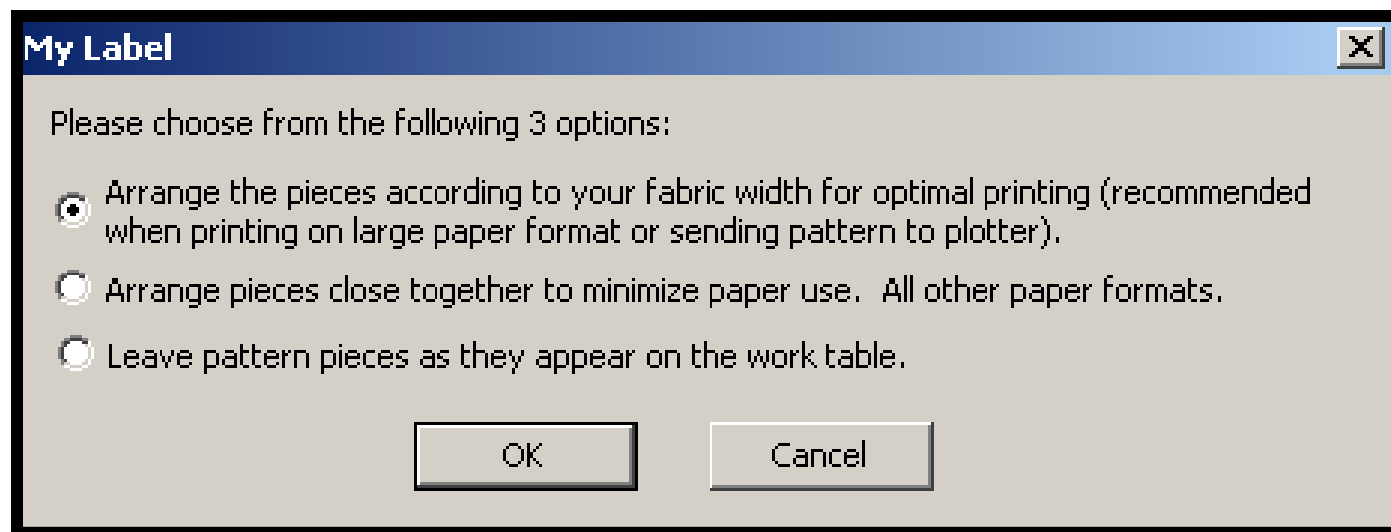 My Label
Please choose from the following 3 options:
Arrange the pieces according to your fabric width for optimal printing (recommended
when printing on large paper format or sending pattern to plotter).
Arrange pieces close together to minimize paper use.  All other paper formats.
Leave pattern pieces as they appear on the work table.
OK
Cancel